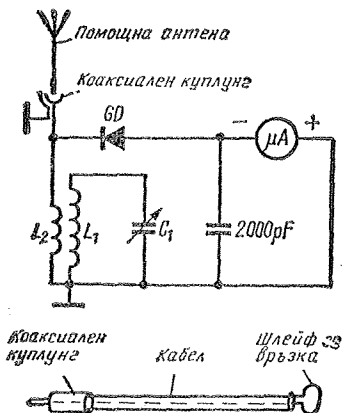 Помощна антена
Коаксиален куплунг
GD
− μA +
L2 L1 C1 2000pF
Коаксиален куплунг
Кабел
Шлейф за връзка